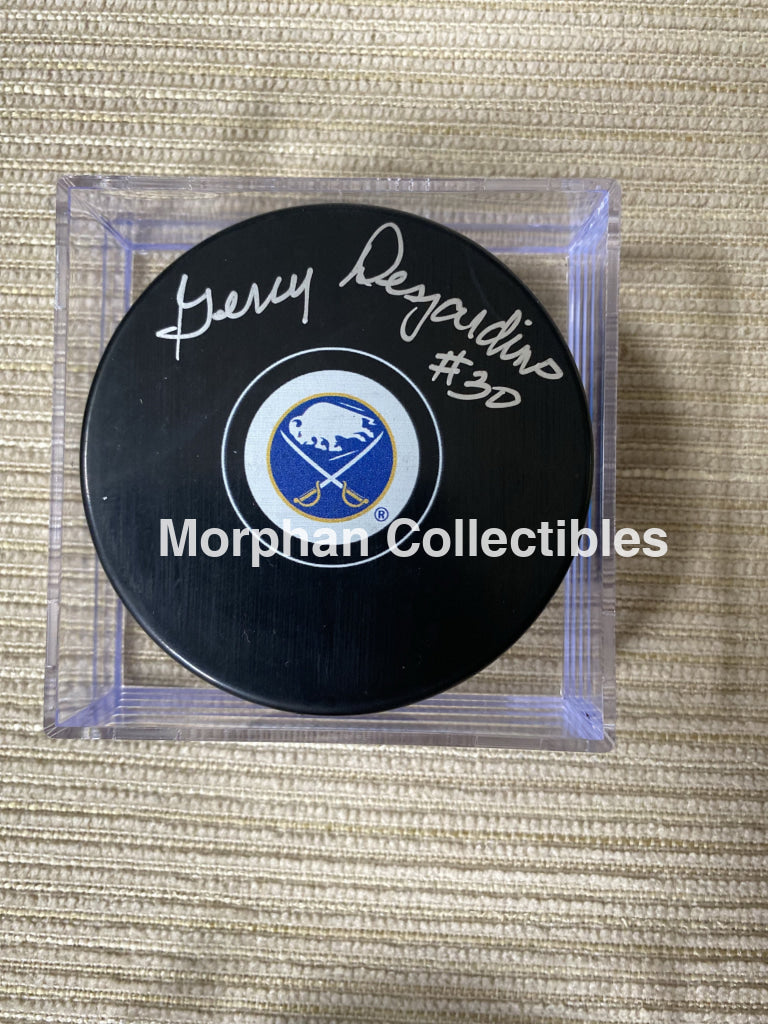 Gerry Desjardins
#30
®
Morphan Collectibles